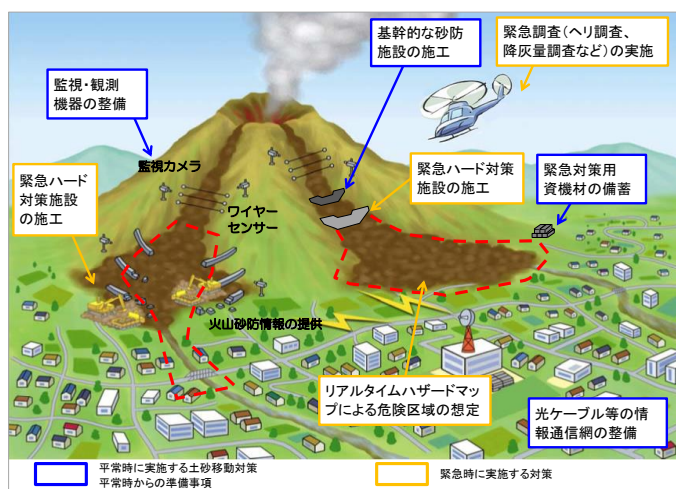 基幹的な砂防
施設の施工
緊急調査(ヘリ調査、
降灰量調査など)の実施
監視・観測
機器の整備
監視カメラ
緊急ハード対策
施設の施工
緊急対策用
資機材の備蓄
緊急ハード
対策施設
の施工
ワイヤー
センサー
火山砂防情報の提供
リアルタイムハザードマッ
プによる危険区域の想定
光ケーブル等の情
報通信網の整備
平常時に実施する土砂移動対策
平常時からの準備事項
緊急時に実施する対策